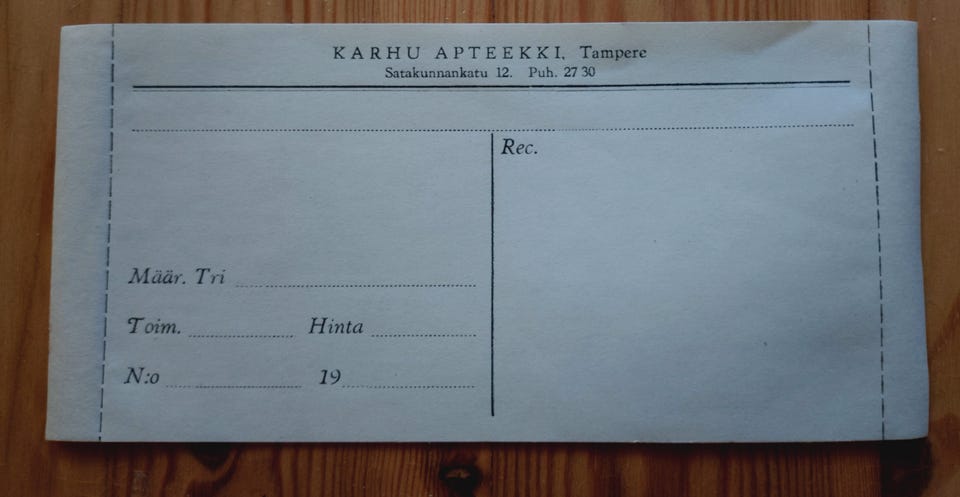 KARHU APTEEKKI, Tampere
Satakunnankatu 12. Puh. 27 30
Rec.
Määr. Tri
Toim. Hinta
N:o 19